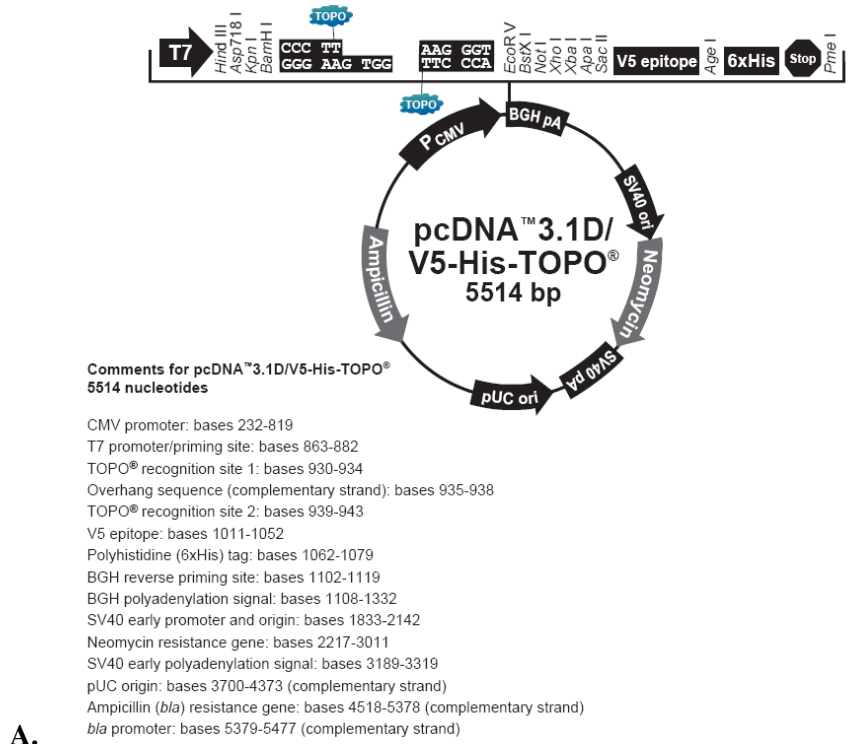 TOPO
T7
Hind III
Asp718 I
Kpn I
BamH I
CCC TT
GGG AAG TGG
AAG GGT
TTC CCA
TOPO
EcoR V
BstX I
Not I
Xho I
Xba I
Apa I
Sac II
V5 epitope
Age I
6xHis
Stop
Pme I
PCMV
BGH pA
SV40 ori
Neomycin
SV40 pA
pUC ori
Ampicillin
pcDNA™3.1D/
V5-His-TOPO®
5514 bp
Comments for pcDNA™3.1D/V5-His-TOPO®
5514 nucleotides
CMV promoter: bases 232-819
T7 promoter/priming site: bases 863-882
TOPO® recognition site 1: bases 930-934
Overhang sequence (complementary strand): bases 935-938
TOPO® recognition site 2: bases 939-943
V5 epitope: bases 1011-1052
Polyhistidine (6xHis) tag: bases 1062-1079
BGH reverse priming site: bases 1102-1119
BGH polyadenylation signal: bases 1108-1332
SV40 early promoter and origin: bases 1833-2142
Neomycin resistance gene: bases 2217-3011
SV40 early polyadenylation signal: bases 3189-3319
pUC origin: bases 3700-4373 (complementary strand)
Ampicillin (bla) resistance gene: bases 4518-5378 (complementary strand)
bla promoter: bases 5379-5477 (complementary strand)
A.